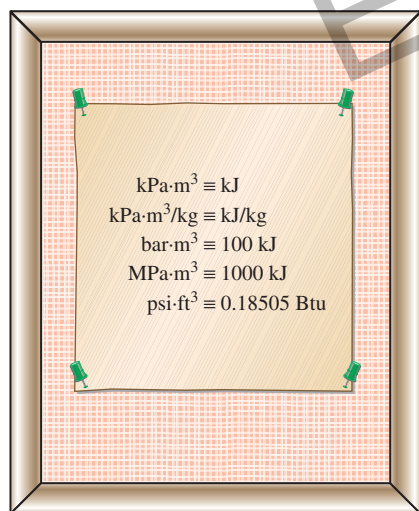 kPa·m³ ≡ kJ
kPa·m³/kg ≡ kJ/kg
bar·m³ ≡ 100 kJ
MPa·m³ ≡ 1000 kJ
psi·ft³ ≡ 0.18505 Btu